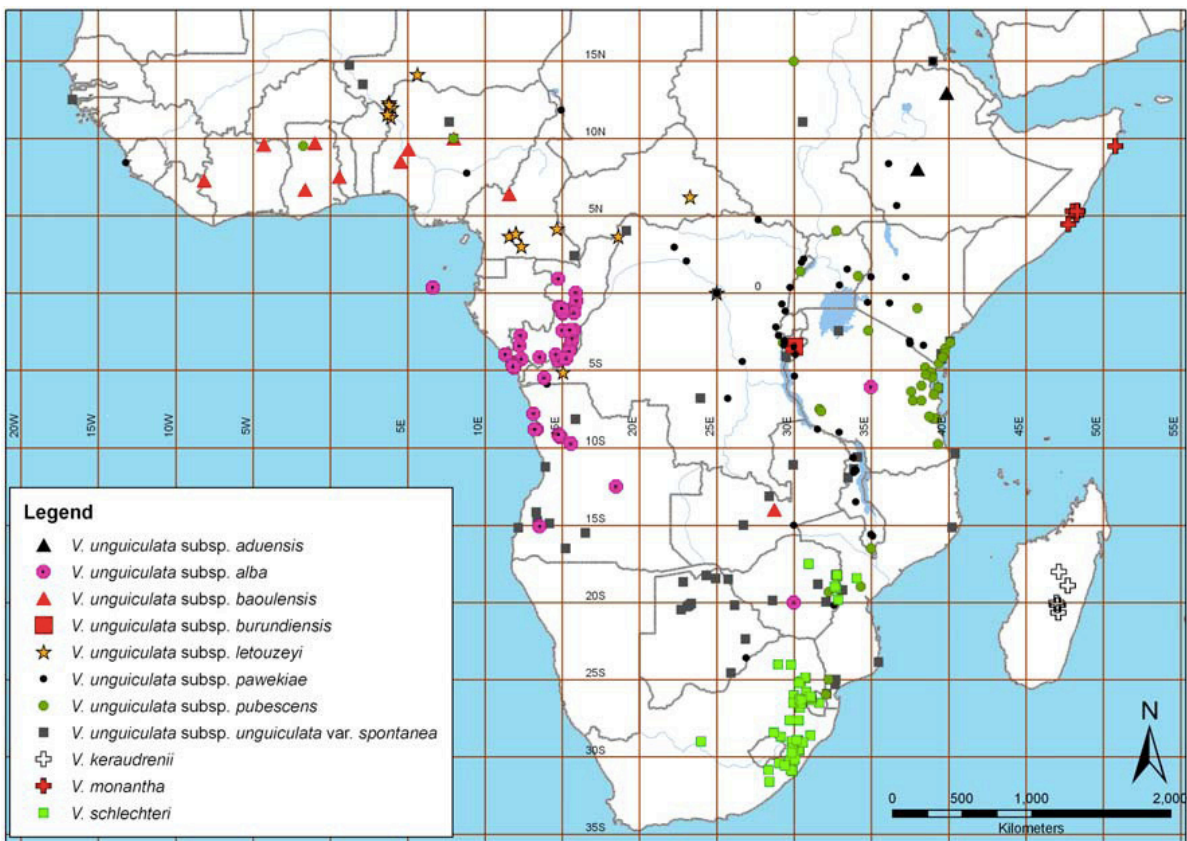 15N
10N
5N
0
5S
20W
15W
10W
5W
5E
10E
15E
20E
25E
30E
35E
40E
45E
50E
55E
10S
15S
20S
25S
30S
35S
Legend
V. unguiculata subsp. aduensis
V. unguiculata subsp. alba
V. unguiculata subsp. baoulensis
V. unguiculata subsp. burundiensis
V. unguiculata subsp. letouzeyi
V. unguiculata subsp. pawekiae
V. unguiculata subsp. pubescens
V. unguiculata subsp. unguiculata var. spontanea
V. keraudrenii
V. monantha
V. schlechteri
N
0 500 1,000 2,000
Kilometers